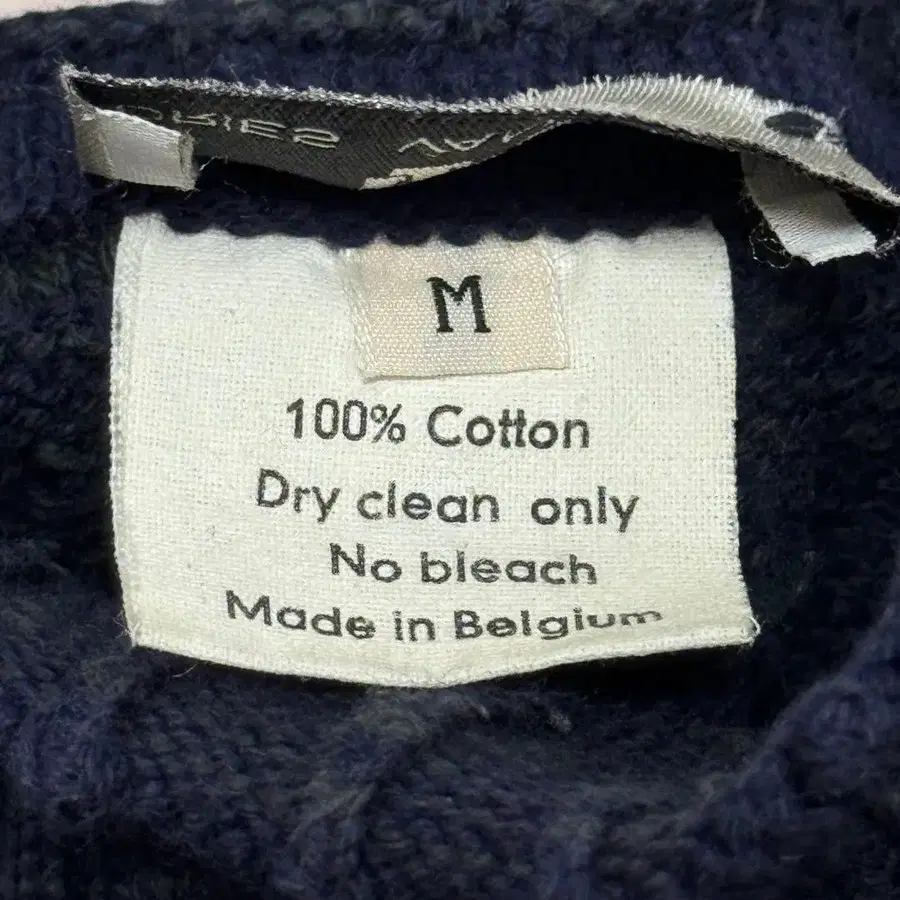 M
100% Cotton
Dry clean only
No bleach
Made in Belgium